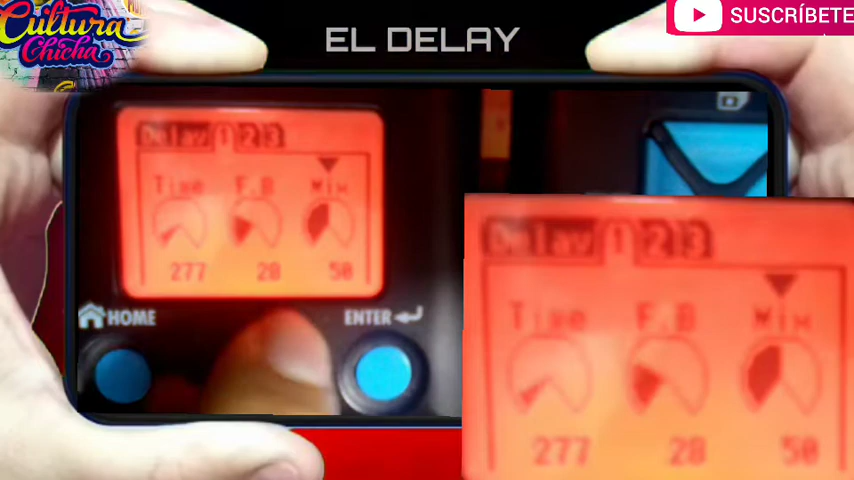 Cultura
Chicha
EL DELAY
SUSCRÍBETE
Delay 1 2 3
Time F.B Mix
277 28 50
HOME
ENTER
Delay 1 2 3
Time F.B Mix
277 28 50